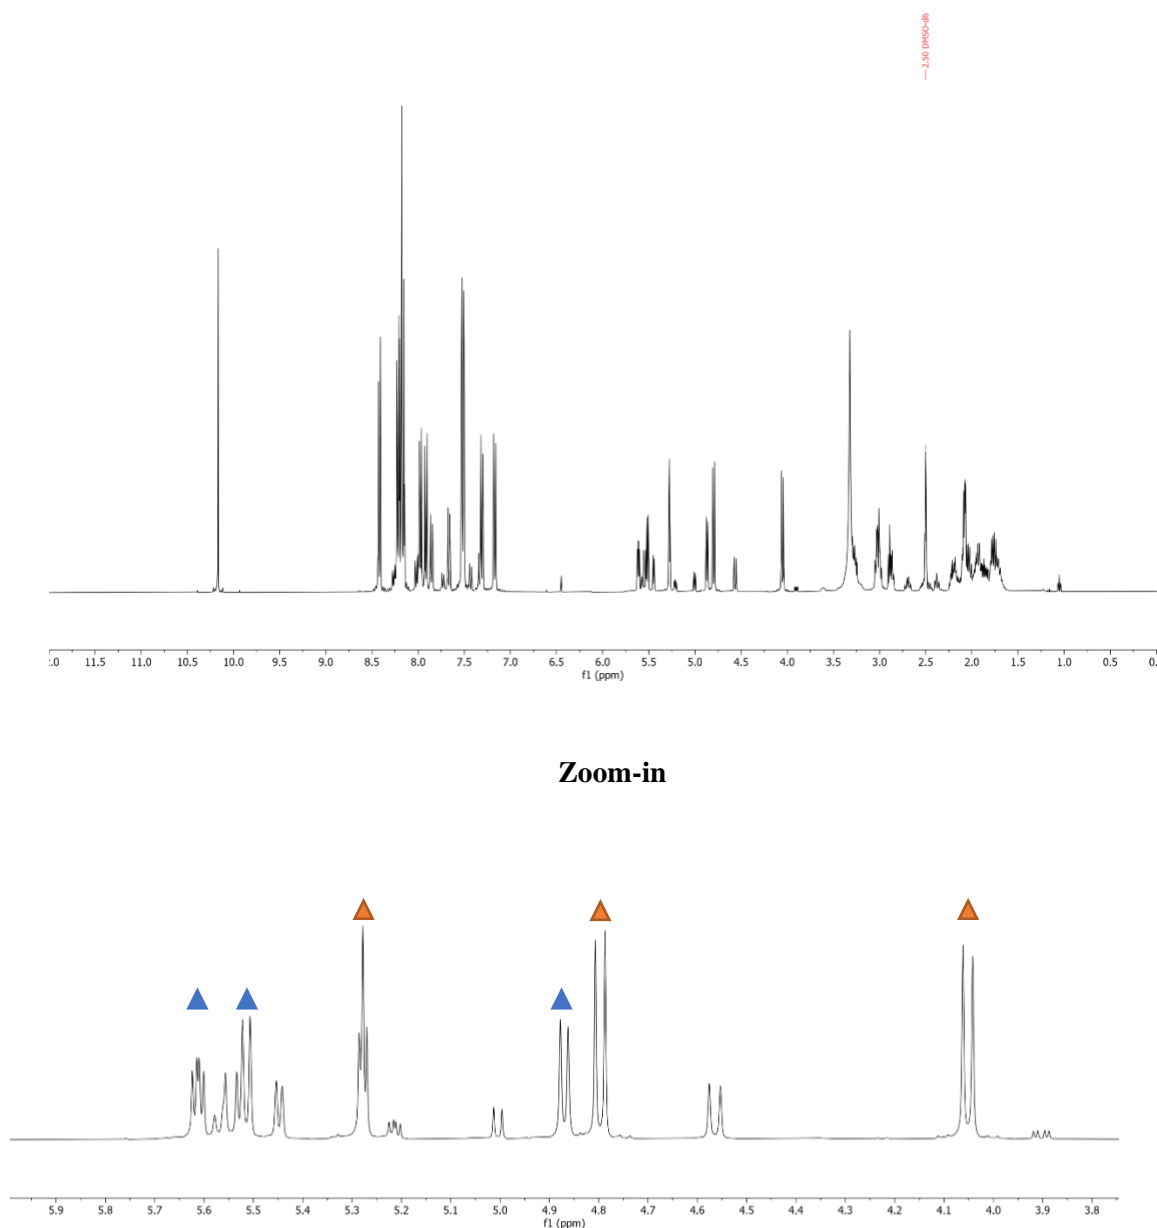 2.50 DMSO-d6
:.0 11.5 11.0 10.5 10.0 9.5 9.0 8.5 8.0 7.5 7.0 6.5 6.0 5.5 5.0 4.5 4.0 3.5 3.0 2.5 2.0 1.5 1.0 0.5 0.
f1 (ppm)
Zoom-in
5.9 5.8 5.7 5.6 5.5 5.4 5.3 5.2 5.1 5.0 4.9 4.8 4.7 4.6 4.5 4.4 4.3 4.2 4.1 4.0 3.9 3.8
f1 (ppm)